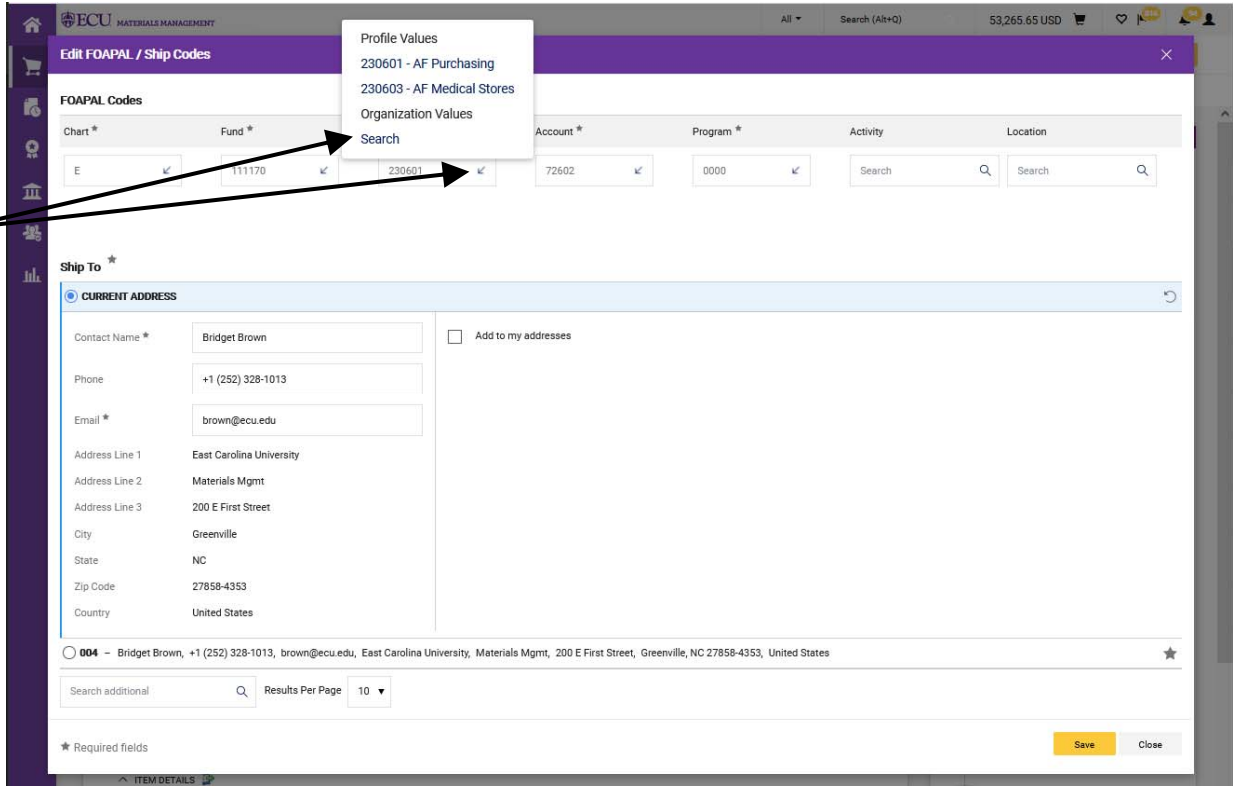 ECU MATERIALS MANAGEMENT
All
Search (Alt+Q)
53,265.65 USD
Edit FOAPAL / Ship Codes
Profile Values
230601 - AF Purchasing
230603 - AF Medical Stores
Organization Values
Search
FOAPAL Codes
Chart * Fund * Account * Program * Activity Location
E 111170 230601 72602 0000 Search Search
Ship To *
CURRENT ADDRESS
Contact Name * Bridget Brown
Add to my addresses
Phone +1 (252) 328-1013
Email * brown@ecu.edu
Address Line 1 East Carolina University
Address Line 2 Materials Mgmt
Address Line 3 200 E First Street
City Greenville
State NC
Zip Code 27858-4353
Country United States
004 – Bridget Brown, +1 (252) 328-1013, brown@ecu.edu, East Carolina University, Materials Mgmt, 200 E First Street, Greenville, NC 27858-4353, United States
Search additional Results Per Page 10
★ Required fields
Save Close
ITEM DETAILS